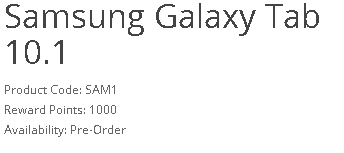 Samsung Galaxy Tab
10.1
Product Code: SAM1
Reward Points: 1000
Availability: Pre-Order